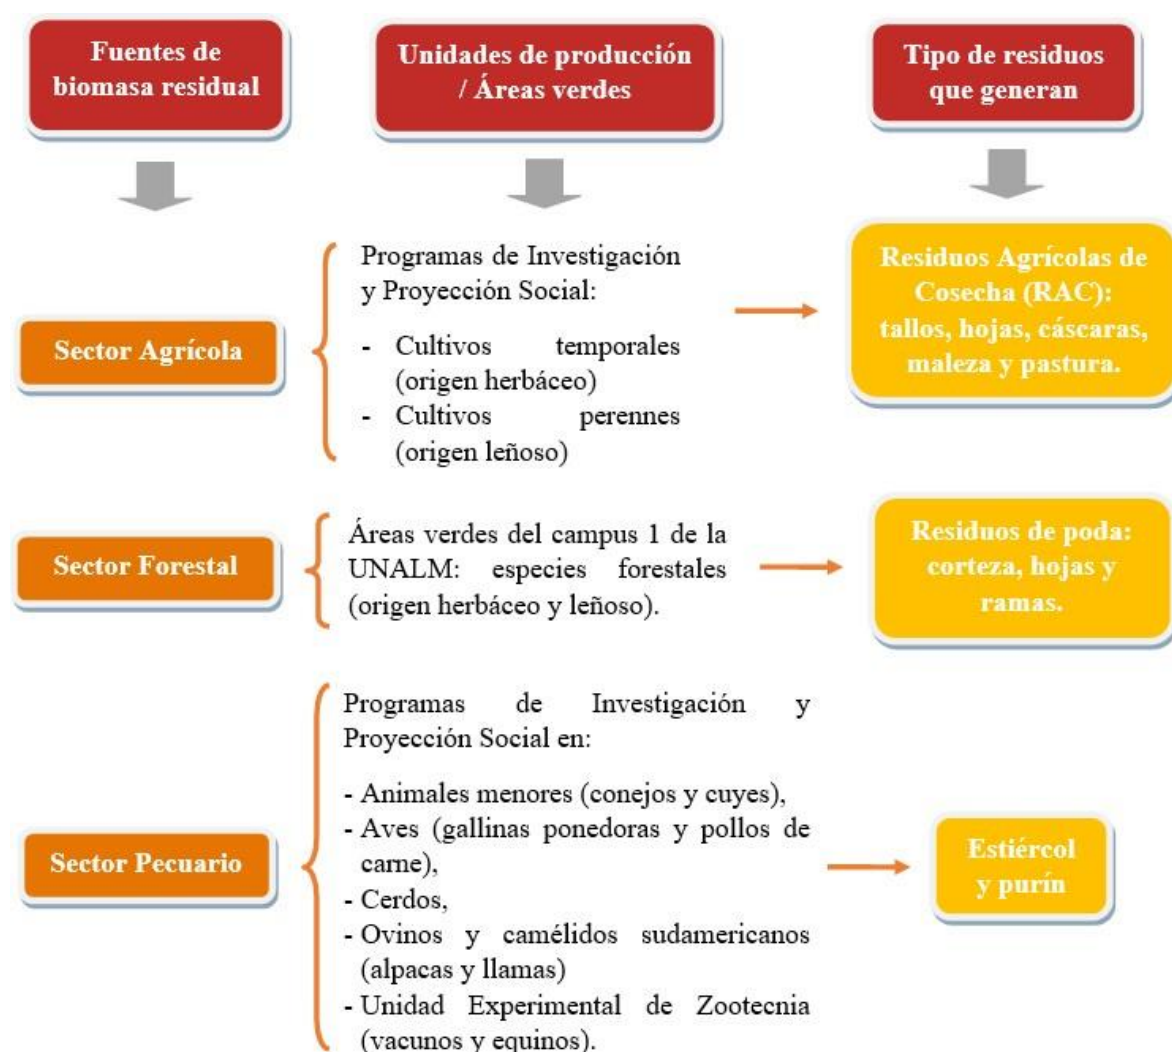 Fuentes de
biomasa residual
Unidades de producción
/ Áreas verdes
Tipo de residuos
que generan
Sector Agrícola
Programas de Investigación
y Proyección Social:
- Cultivos temporales
(origen herbáceo)
- Cultivos perennes
(origen leñoso)
Residuos Agrícolas de
Cosecha (RAC):
tallos, hojas, cáscaras,
maleza y pastura.
Sector Forestal
Áreas verdes del campus 1 de la
UNALM: especies forestales
(origen herbáceo y leñoso).
Residuos de poda:
corteza, hojas y
ramas.
Sector Pecuario
Programas de Investigación y
Proyección Social en:
- Animales menores (conejos y cuyes),
- Aves (gallinas ponedoras y pollos de
carne),
- Cerdos,
- Ovinos y camélidos sudamericanos
(alpacas y llamas)
- Unidad Experimental de Zootecnia
(vacunos y equinos).
Estiércol
y purín